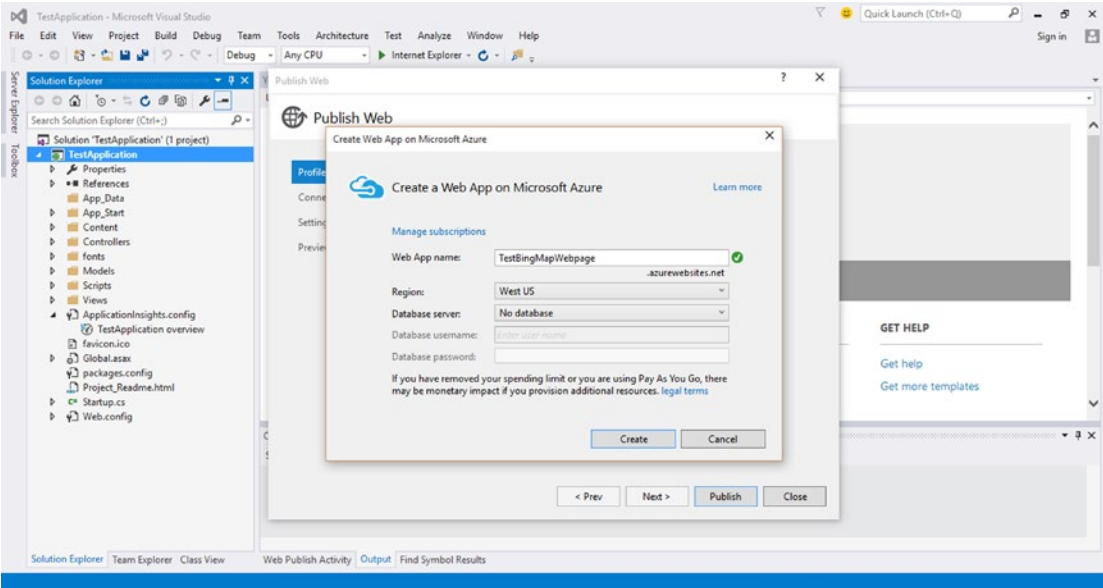 TestApplication - Microsoft Visual Studio
Quick Launch (Ctrl+Q)
File Edit View Project Build Debug Team Tools Architecture Test Analyze Window Help
Sign in
Debug Any CPU Internet Explorer
Server Explorer
Toolbox
Solution Explorer
Search Solution Explorer (Ctrl+;)
Solution 'TestApplication' (1 project)
TestApplication
Properties
References
App_Data
App_Start
Content
Controllers
fonts
Models
Scripts
Views
ApplicationInsights.config
TestApplication overview
favicon.ico
Global.asax
packages.config
Project_Readme.html
Startup.cs
Web.config
Solution Explorer Team Explorer Class View
Publish Web
Publish Web
Profile
Conne
Setting
Previe
Create Web App on Microsoft Azure
Create a Web App on Microsoft Azure
Learn more
Manage subscriptions
Web App name: TestBingMapWebpage
.azurewebsites.net
Region: West US
Database server: No database
Database username: Enter user name
Database password:
If you have removed your spending limit or you are using Pay As You Go, there
may be monetary impact if you provision additional resources. legal terms
Create Cancel
< Prev Next > Publish Close
GET HELP
Get help
Get more templates
Web Publish Activity Output Find Symbol Results